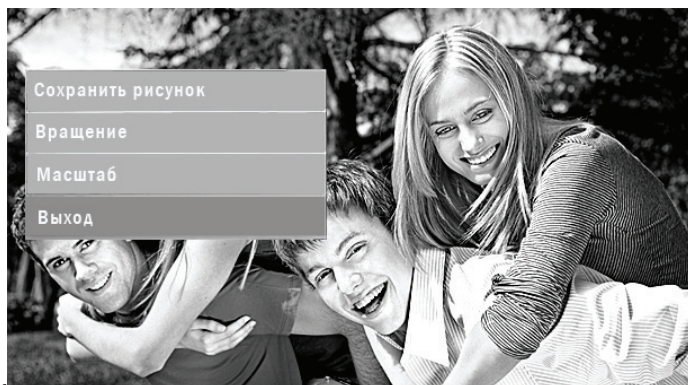 Сохранить рисунок
Вращение
Масштаб
Выход